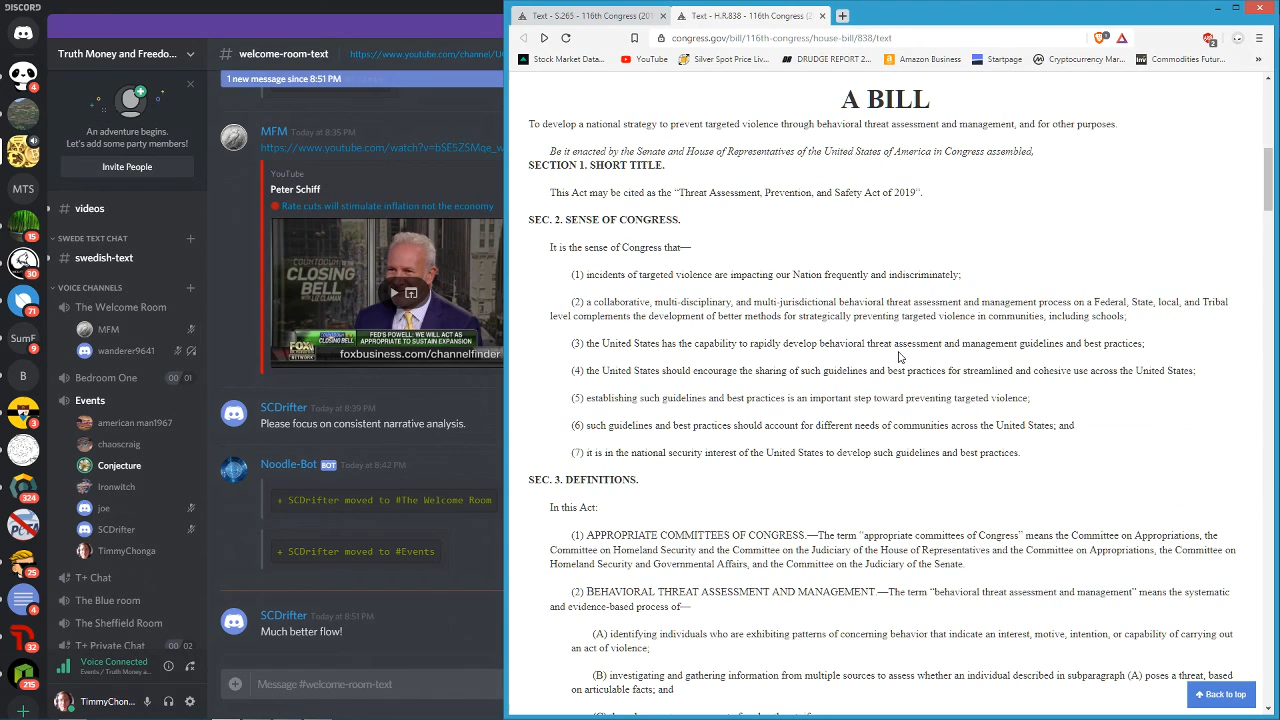 DISCORD
4
MTS
15
30
71
SumF
9
B
324
25
4
32
215
Truth Money and Freedo...
An adventure begins.
Let's add some party members!
Invite People
videos
SWEDE TEXT CHAT
swedish-text
VOICE CHANNELS
The Welcome Room
MFM
wanderer9641
Bedroom One
00 01
Events
american man1967
chaoscraig
Conjecture
Ironwitch
joe
SCDrifter
TimmyChonga
T+ Chat
The Blue room
The Sheffield Room
T+ Private Chat
00 02
Voice Connected
Events / Truth Money a...
TimmyChon...
# welcome-room-text
https://www.youtube.com/channel/U
1 new message since 8:51 PM
MFM Today at 8:35 PM
https://www.youtube.com/watch?v=bSE5ZSMqe_w
YouTube
Peter Schiff
Rate cuts will stimulate inflation not the economy
COUNTDOWN
CLOSING
BELL
WITH LIZ CLAMAN
FOX
BUSINESS
NETWORK
FED'S POWELL: WE WILL ACT AS
APPROPRIATE TO SUSTAIN EXPANSION
foxbusiness.com/channelfinder
SCDrifter Today at 8:39 PM
Please focus on consistent narrative analysis.
Noodle-Bot BOT Today at 8:42 PM
+ SCDrifter moved to #The Welcome Room
+ SCDrifter moved to #Events
SCDrifter Today at 8:51 PM
Much better flow!
Message #welcome-room-text
Text - S.265 - 116th Congress (201
Text - H.R.838 - 116th Congress (2
congress.gov/bill/116th-congress/house-bill/838/text
Stock Market Data...
YouTube
Silver Spot Price Liv...
DRUDGE REPORT 2...
Amazon Business
Startpage
Cryptocurrency Mar...
Inv
Commodities Futur...
A BILL
To develop a national strategy to prevent targeted violence through behavioral threat assessment and management, and for other purposes.
Be it enacted by the Senate and House of Representatives of the United States of America in Congress assembled,
SECTION 1. SHORT TITLE.
This Act may be cited as the “Threat Assessment, Prevention, and Safety Act of 2019”.
SEC. 2. SENSE OF CONGRESS.
It is the sense of Congress that—
(1) incidents of targeted violence are impacting our Nation frequently and indiscriminately;
(2) a collaborative, multi-disciplinary, and multi-jurisdictional behavioral threat assessment and management process on a Federal, State, local, and Tribal
level complements the development of better methods for strategically preventing targeted violence in communities, including schools;
(3) the United States has the capability to rapidly develop behavioral threat assessment and management guidelines and best practices;
(4) the United States should encourage the sharing of such guidelines and best practices for streamlined and cohesive use across the United States;
(5) establishing such guidelines and best practices is an important step toward preventing targeted violence;
(6) such guidelines and best practices should account for different needs of communities across the United States; and
(7) it is in the national security interest of the United States to develop such guidelines and best practices.
SEC. 3. DEFINITIONS.
In this Act:
(1) APPROPRIATE COMMITTEES OF CONGRESS.—The term “appropriate committees of Congress” means the Committee on Appropriations, the
Committee on Homeland Security and the Committee on the Judiciary of the House of Representatives and the Committee on Appropriations, the Committee on
Homeland Security and Governmental Affairs, and the Committee on the Judiciary of the Senate.
(2) BEHAVIORAL THREAT ASSESSMENT AND MANAGEMENT.—The term “behavioral threat assessment and management” means the systematic
and evidence-based process of—
(A) identifying individuals who are exhibiting patterns of concerning behavior that indicate an interest, motive, intention, or capability of carrying out
an act of violence;
(B) investigating and gathering information from multiple sources to assess whether an individual described in subparagraph (A) poses a threat, based
on articulable facts; and
Back to top